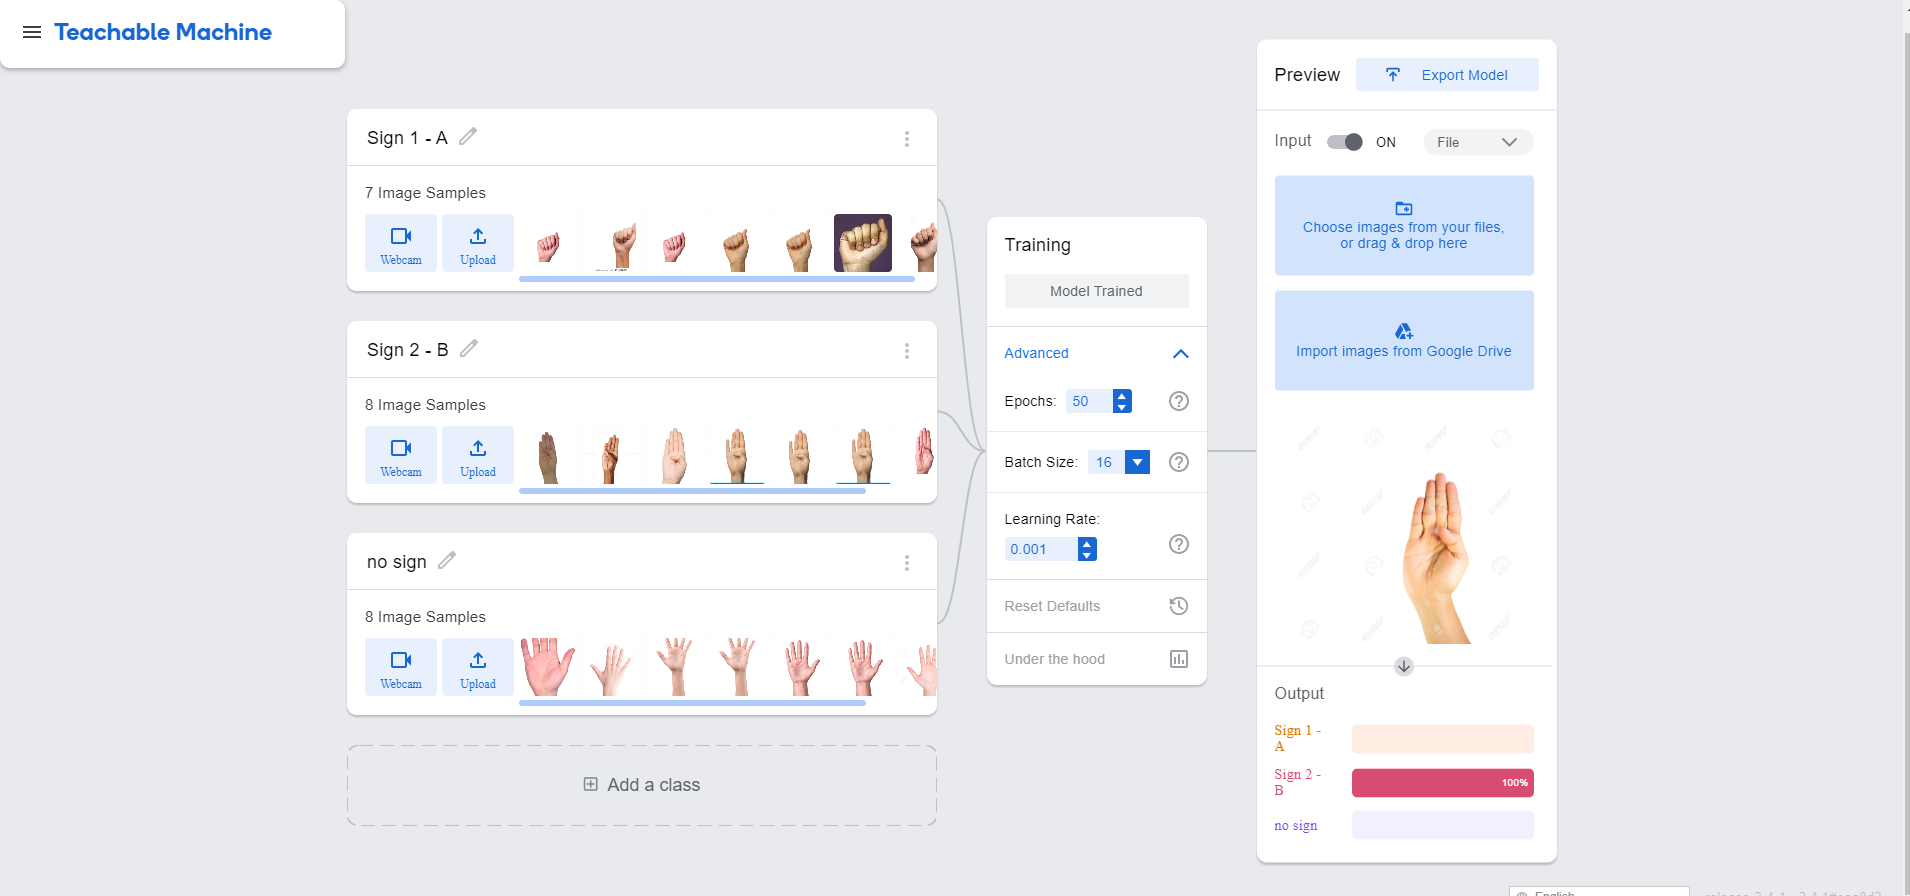 Teachable Machine
Sign 1 - A
7 Image Samples
Webcam
Upload
Sign 2 - B
8 Image Samples
Webcam
Upload
no sign
8 Image Samples
Webcam
Upload
Add a class
Training
Model Trained
Advanced
Epochs: 50
Batch Size: 16
Learning Rate:
0.001
Reset Defaults
Under the hood
Preview
Export Model
Input ON File
Choose images from your files,
or drag & drop here
Import images from Google Drive
Output
Sign 1 -
A
Sign 2 -
B
100%
no sign
English